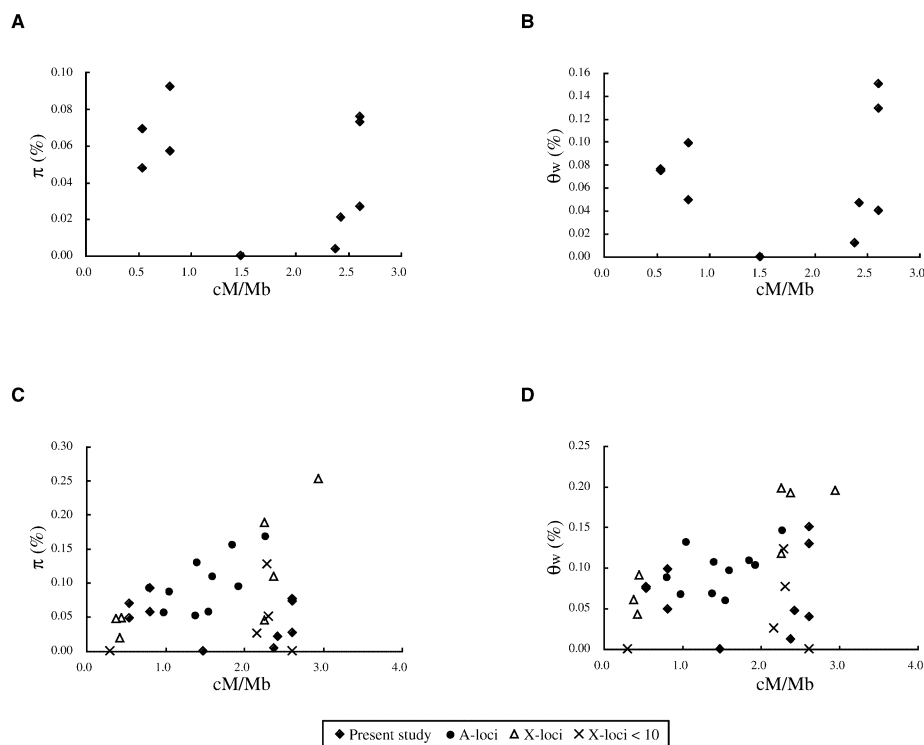 A
B
0.10
0.08
0.06
0.04
0.02
0.00
π (%)
0.0 0.5 1.0 1.5 2.0 2.5 3.0
cM/Mb
0.16
0.14
0.12
0.10
0.08
0.06
0.04
0.02
0.00
θw (%)
0.0 0.5 1.0 1.5 2.0 2.5 3.0
cM/Mb
C
D
0.30
0.25
0.20
0.15
0.10
0.05
0.00
π (%)
0.0 1.0 2.0 3.0 4.0
cM/Mb
0.25
0.20
0.15
0.10
0.05
0.00
θw (%)
0.0 1.0 2.0 3.0 4.0
cM/Mb
◆ Present study ● A-loci △ X-loci × X-loci < 10